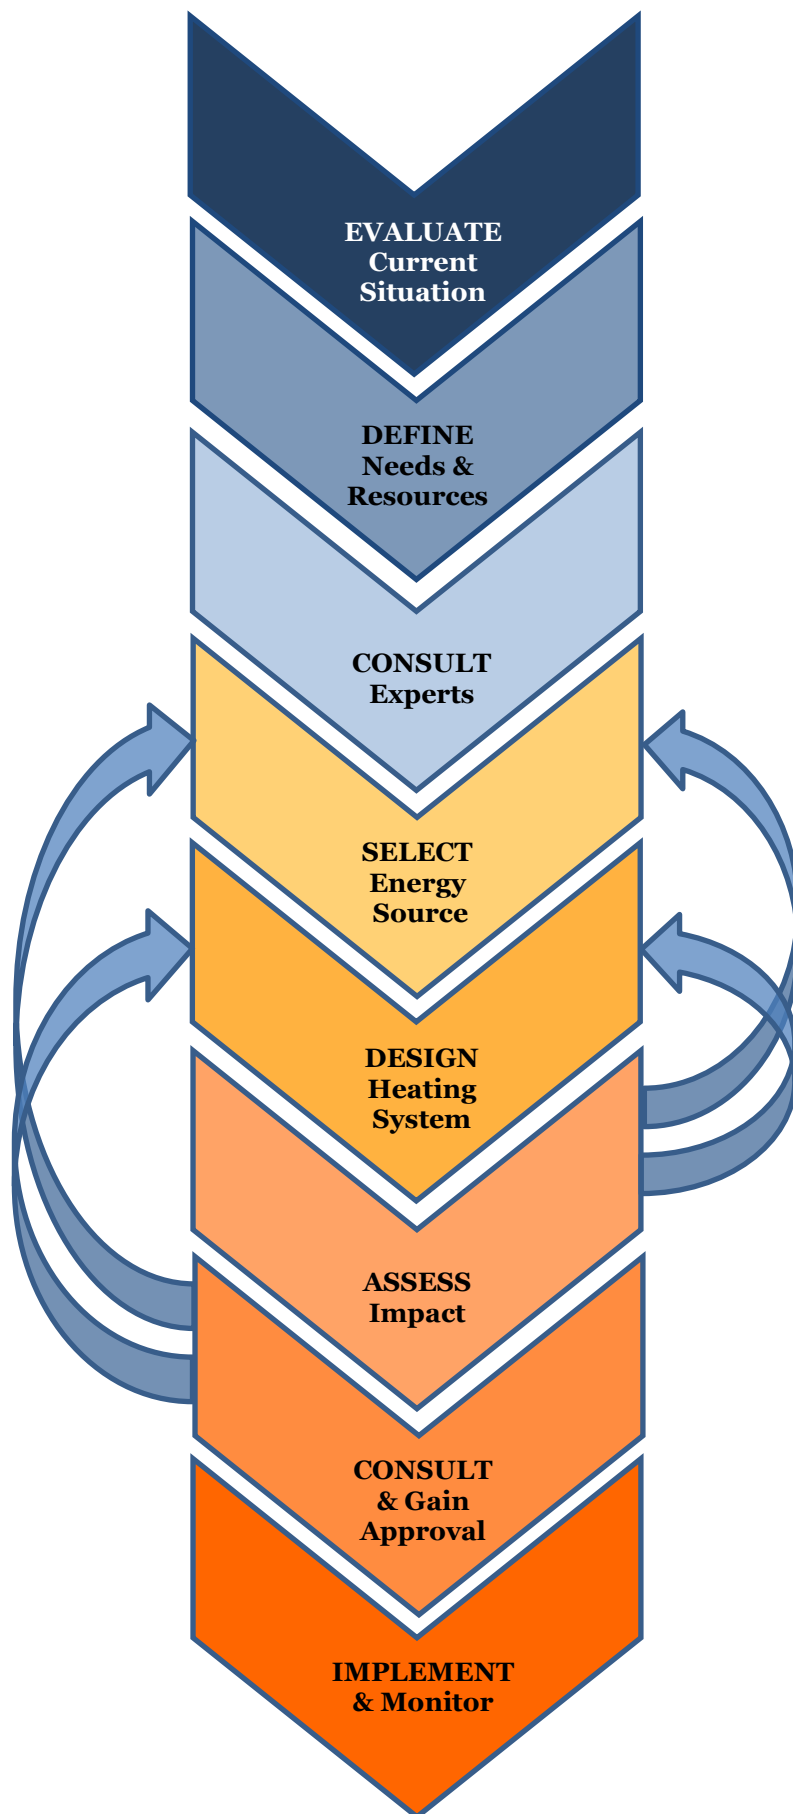 EVALUATE
Current
Situation
DEFINE
Needs &
Resources
CONSULT
Experts
SELECT
Energy
Source
DESIGN
Heating
System
ASSESS
Impact
CONSULT
& Gain
Approval
IMPLEMENT
& Monitor